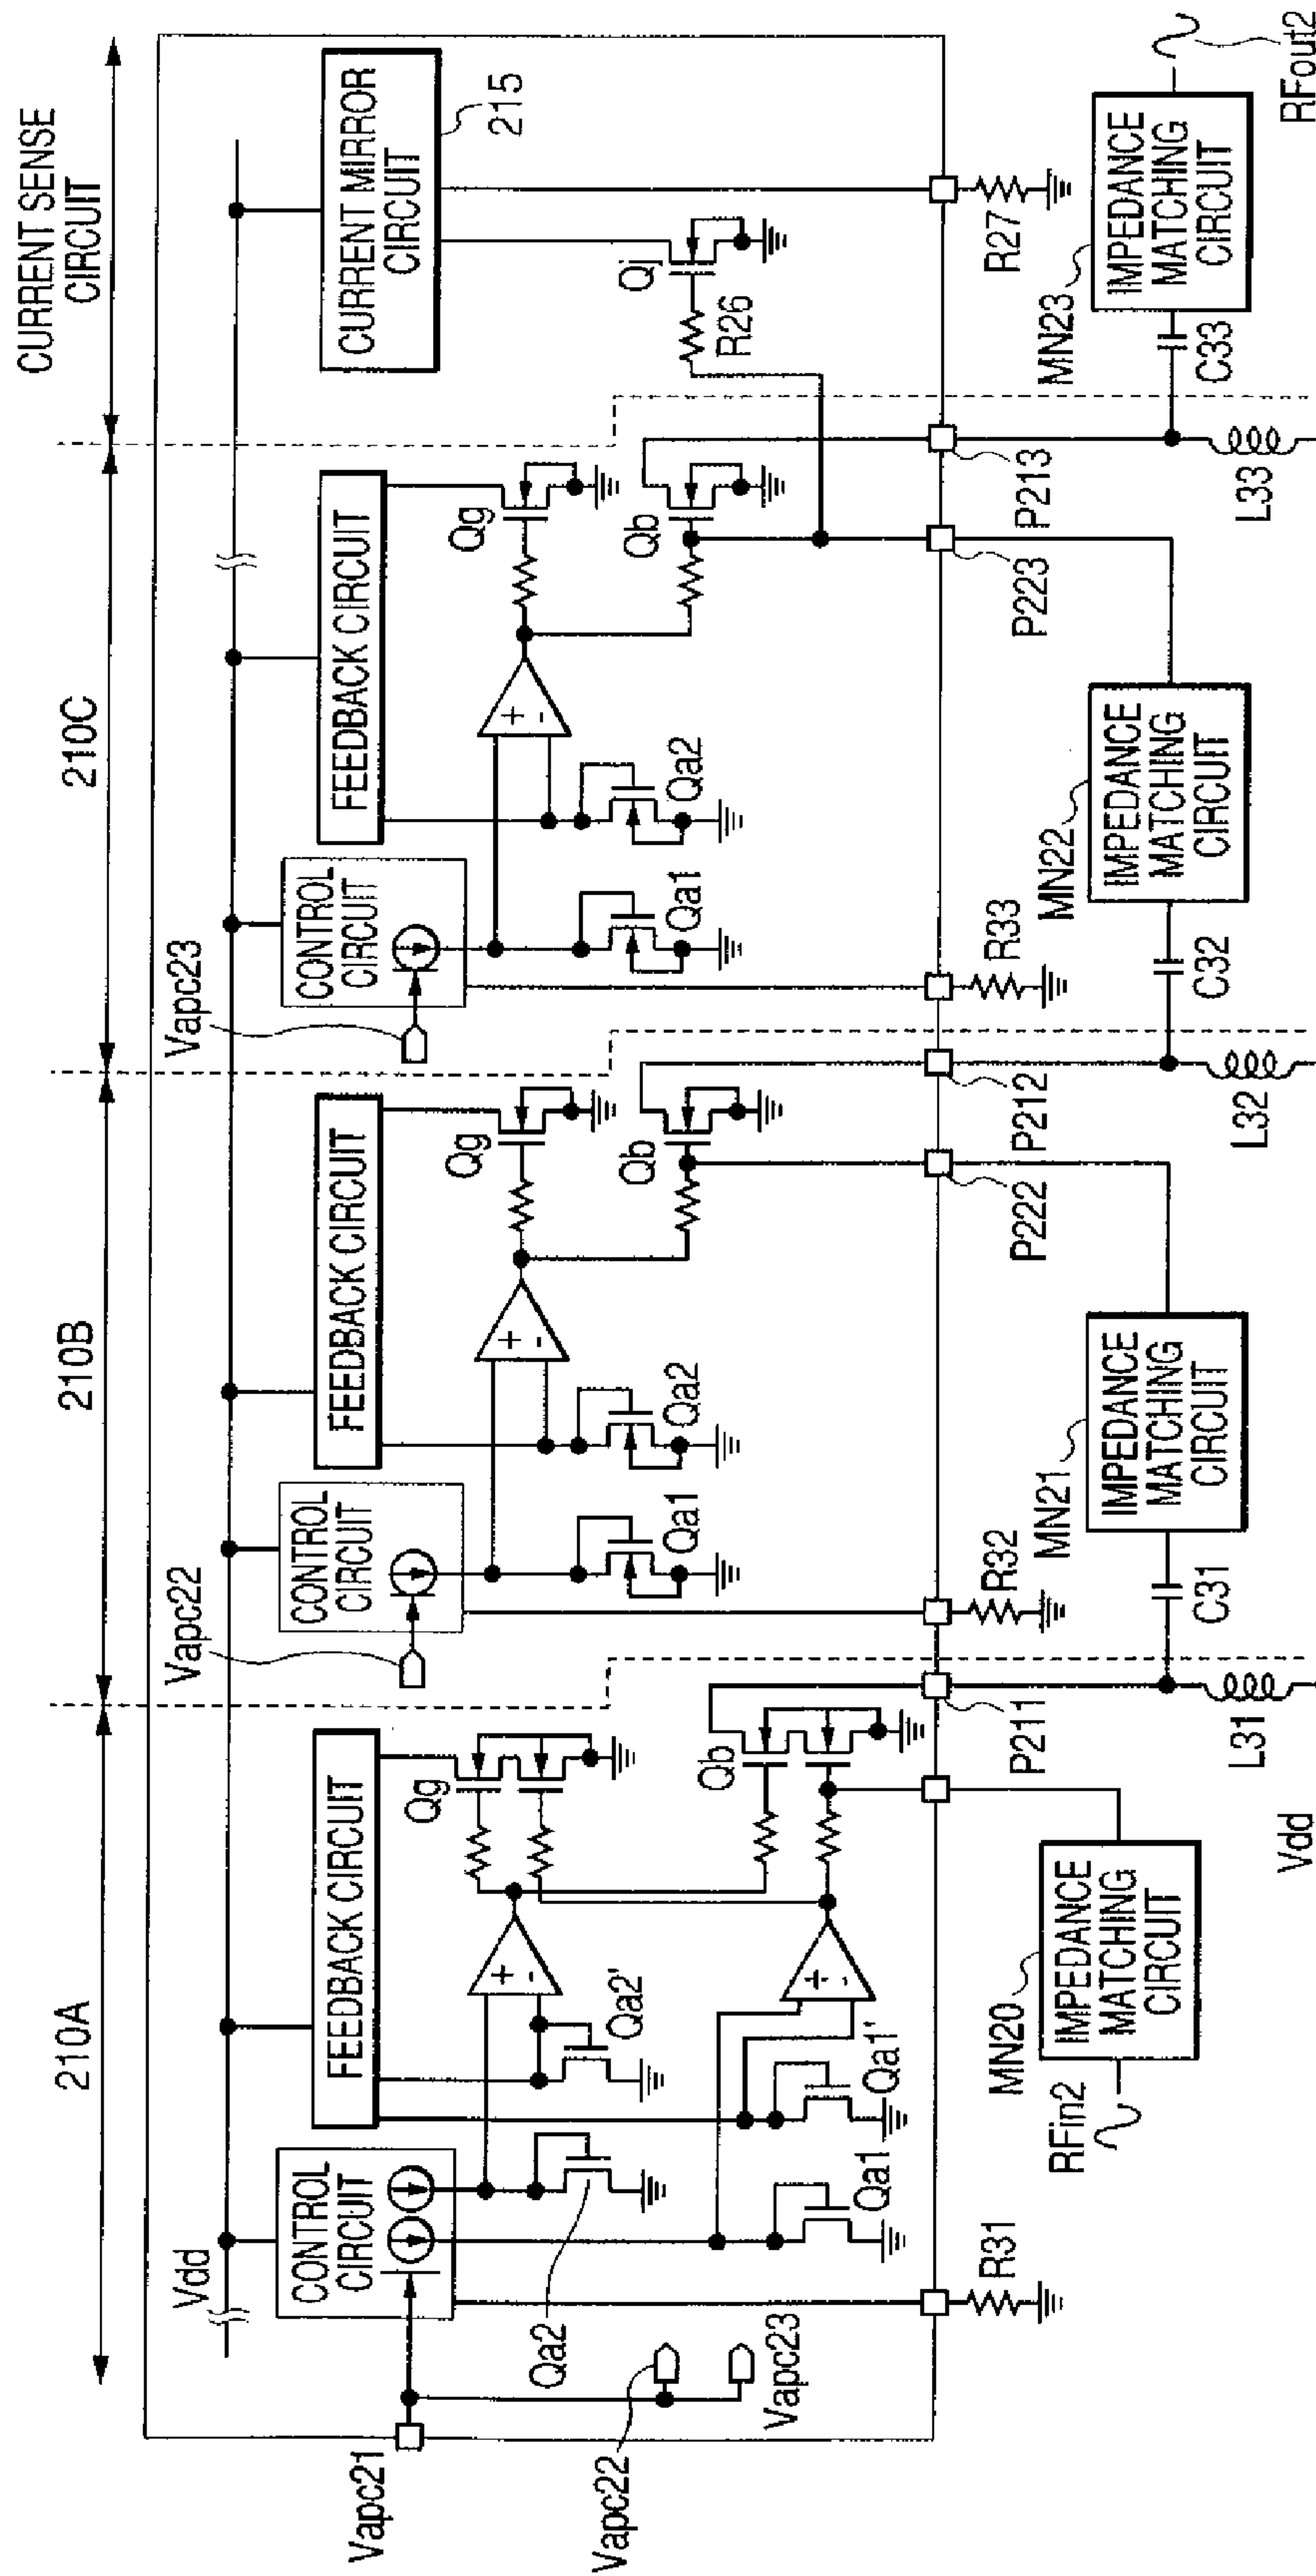 210A
210B
210C
CURRENT SENSE
CIRCUIT
Vdd
Vapc21
Vapc22
Vapc23
CONTROL
CIRCUIT
FEEDBACK CIRCUIT
Qa2
Qa2'
Qa1
Qa1'
Qg
Qb
+
-
+
-
R31
P211
MN20
IMPEDANCE
MATCHING
CIRCUIT
RFin2
Vdd
L31
Vapc22
CONTROL
CIRCUIT
FEEDBACK CIRCUIT
Qa1
Qa2
+
-
Qg
Qb
R32
P222
P212
C31
MN21
IMPEDANCE
MATCHING
CIRCUIT
L32
Vapc23
CONTROL
CIRCUIT
FEEDBACK CIRCUIT
Qa1
Qa2
+
-
Qg
Qb
R33
P223
P213
C32
MN22
IMPEDANCE
MATCHING
CIRCUIT
L33
CURRENT MIRROR
CIRCUIT
215
R26
R27
C33
MN23
IMPEDANCE
MATCHING
CIRCUIT
RFout2